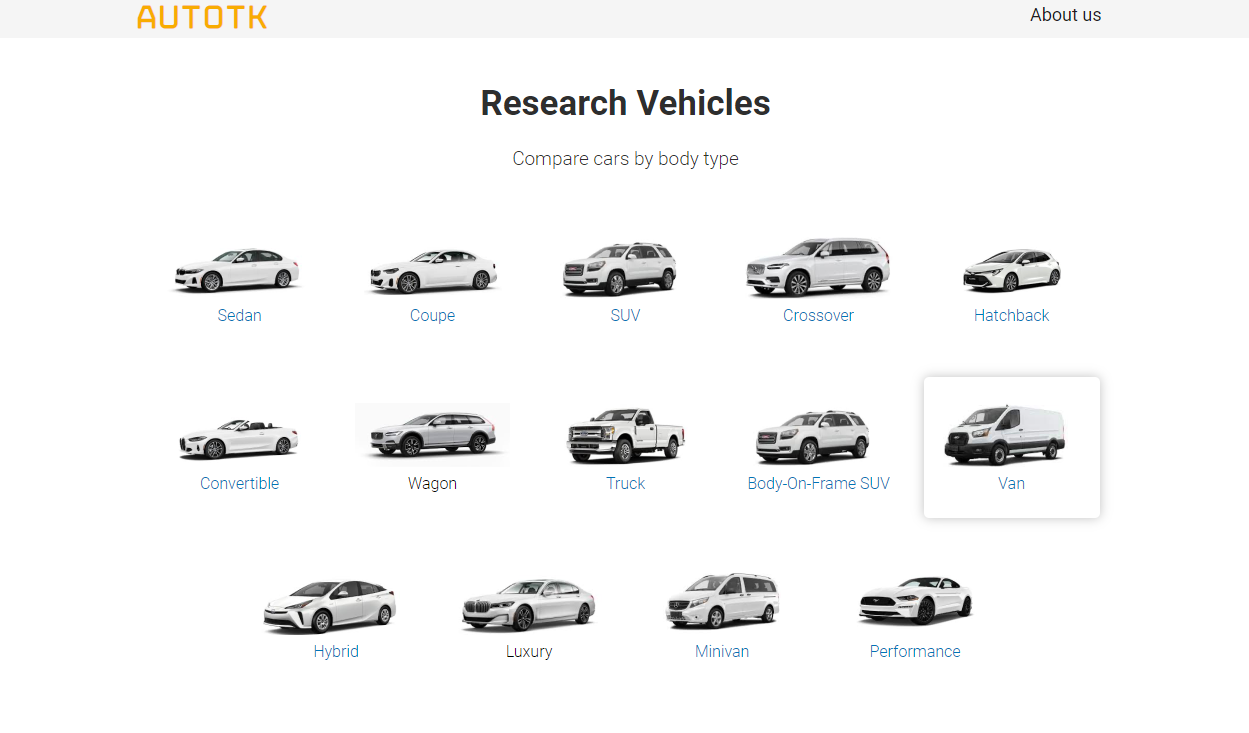 AUTOTK
About us
Research Vehicles
Compare cars by body type
Sedan
Coupe
SUV
Crossover
Hatchback
Convertible
Wagon
Truck
Body-On-Frame SUV
Van
Hybrid
Luxury
Minivan
Performance